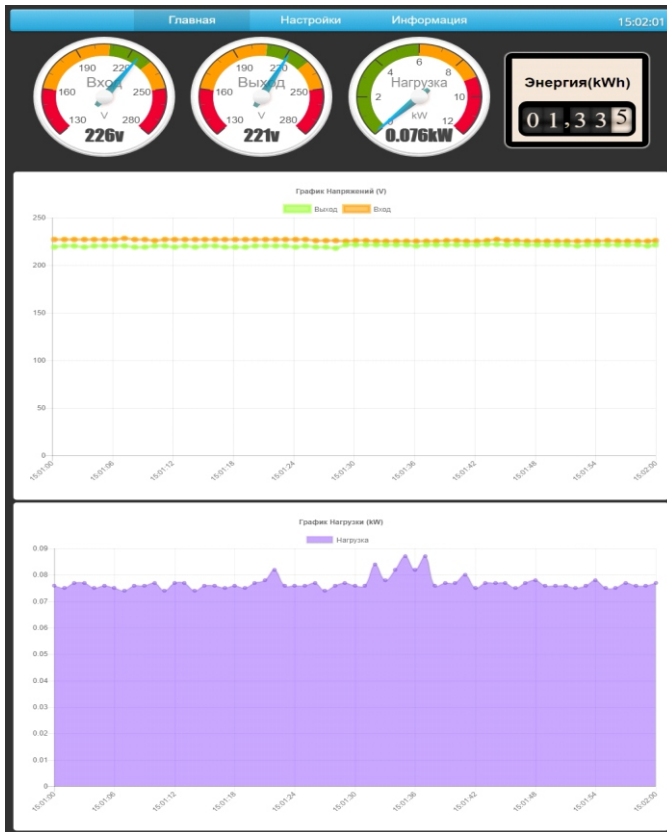 Главная Настройки Информация 15:02:01
190 220
160 250
130 280
Вход
V
226v
190 220
160 250
130 280
Выход
V
221v
4 6 8
2 10
0 12
Нагрузка
kW
0.076kW
Энергия(kWh)
01,335
График Напряжений (V)
Выход Вход
250
200
150
100
50
0
15:01:00 15:01:06 15:01:12 15:01:18 15:01:24 15:01:30 15:01:36 15:01:42 15:01:48 15:01:54 15:02:00
График Нагрузки (kW)
Нагрузка
0.09
0.08
0.07
0.06
0.05
0.04
0.03
0.02
0.01
0
15:01:00 15:01:06 15:01:12 15:01:18 15:01:24 15:01:30 15:01:36 15:01:42 15:01:48 15:01:54 15:02:00